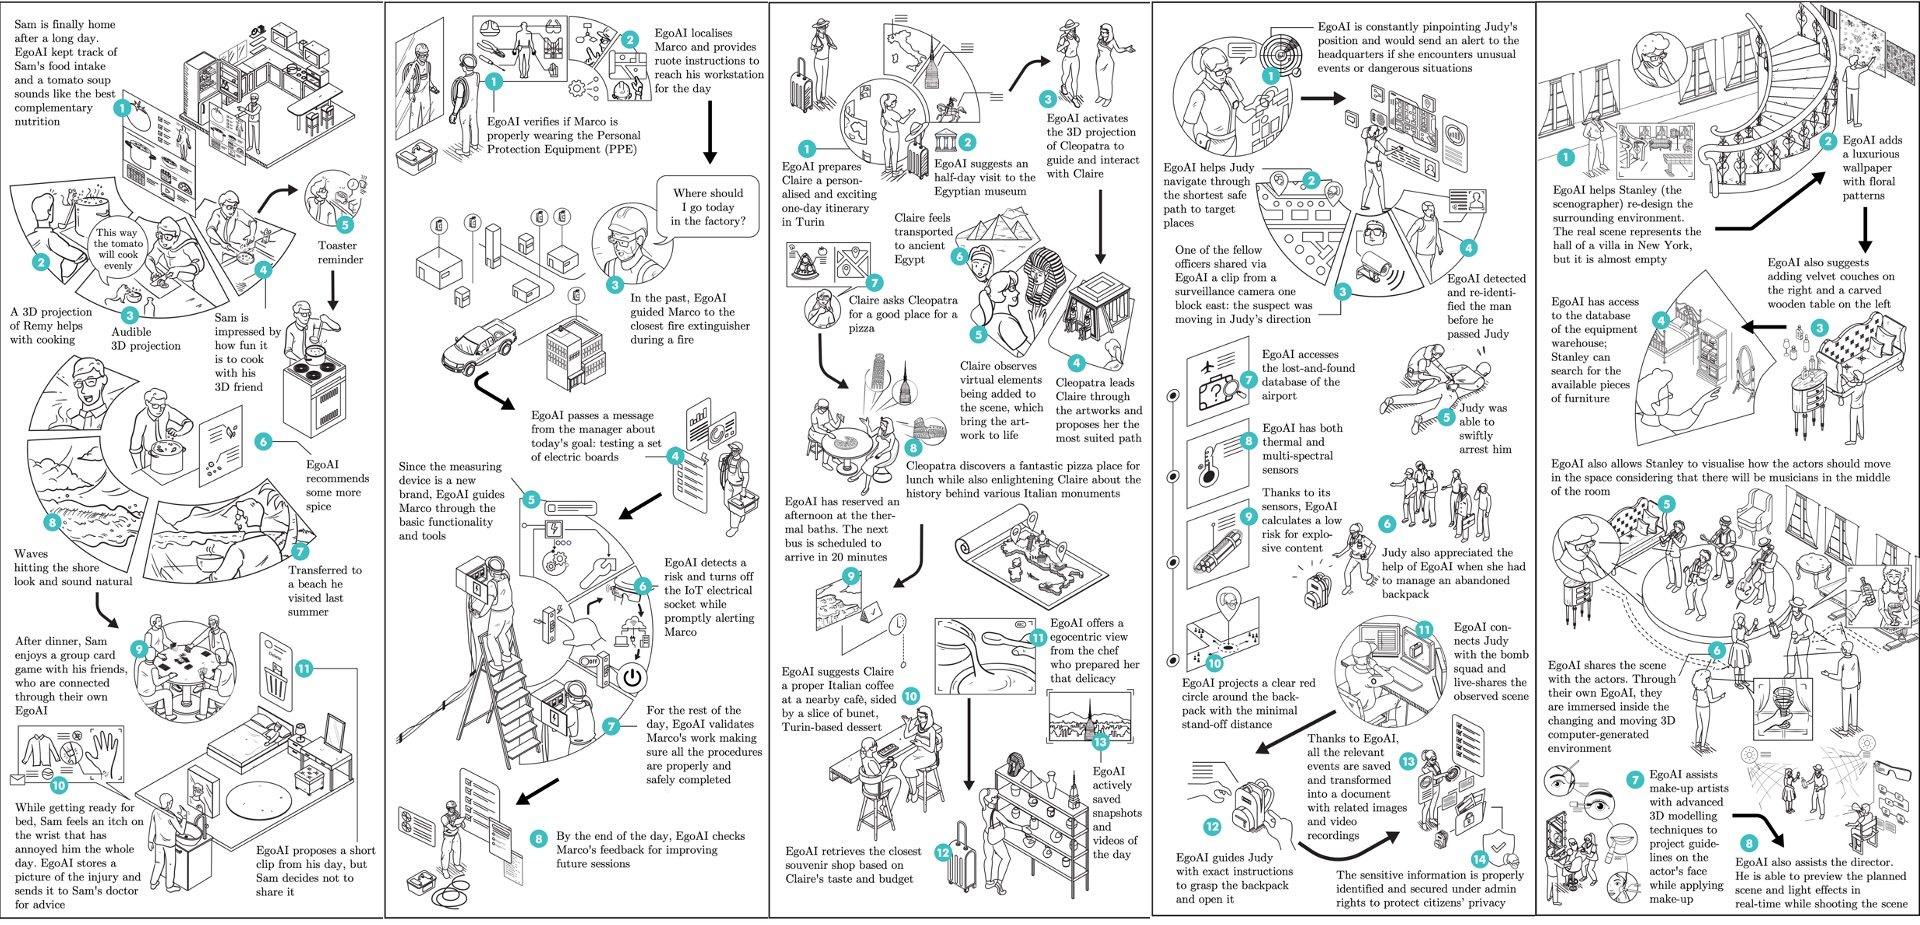 Sam is finally home
after a long day.
EgoAI kept track of
Sam's food intake
and a tomato soup
sounds like the best
complementary
nutrition
1
2
This way
the tomato
will cook
evenly
A 3D projection
of Remy helps
with cooking
3
Audible
3D projection
4
Sam is
impressed by
how fun it
is to cook
with his
3D friend
5
Toaster
reminder
6
EgoAI
recommends
some more
spice
7
Transferred to
a beach he
visited last
summer
8
Waves
hitting the shore
look and sound natural
After dinner, Sam
enjoys a group card
game with his friends,
who are connected
through their own
EgoAI
9
10
While getting ready for
bed, Sam feels an itch on
the wrist that has
annoyed him the whole
day. EgoAI stores a
picture of the injury and
sends it to Sam's doctor
for advice
11
EgoAI proposes a short
clip from his day, but
Sam decides not to
share it
1
EgoAI verifies if Marco is
properly wearing the Personal
Protection Equipment (PPE)
2
EgoAI localises
Marco and provides
route instructions to
reach his workstation
for the day
Where should
I go today
in the factory?
3
In the past, EgoAI
guided Marco to the
closest fire extinguisher
during a fire
EgoAI passes a message
from the manager about
today's goal: testing a set
of electric boards
4
Since the measuring
device is a new
brand, EgoAI guides
Marco through the
basic functionality
and tools
5
EgoAI detects a
risk and turns off
the IoT electrical
socket while
promptly alerting
Marco
6
OFF
7
For the rest of the
day, EgoAI validates
Marco's work making
sure all the procedures
are properly and
safely completed
8
By the end of the day, EgoAI checks
Marco's feedback for improving
future sessions
1
EgoAI prepares
Claire a person-
alised and exciting
one-day itinerary
in Turin
2
EgoAI suggests an
half-day visit to the
Egyptian museum
3
EgoAI activates
the 3D projection
of Cleopatra to
guide and interact
with Claire
4
Cleopatra leads
Claire through
the artworks and
proposes her the
most suited path
5
Claire observes
virtual elements
being added to
the scene, which
bring the art-
work to life
Claire feels
transported
to ancient
Egypt
6
7
Claire asks Cleopatra
for a good place for a
pizza
8
Cleopatra discovers a fantastic pizza place for
lunch while also enlightening Claire about the
history behind various Italian monuments
EgoAI has reserved an
afternoon at the ther-
mal baths. The next
bus is scheduled to
arrive in 20 minutes
9
EgoAI suggests Claire
a proper Italian coffee
at a nearby cafè, sided
by a slice of bunet,
Turin-based dessert
10
11
EgoAI offers a
egocentric view
from the chef
who prepared her
that delicacy
EgoAI retrieves the closest
souvenir shop based on
Claire's taste and budget
12
13
EgoAI
actively
saved
snapshots
and
videos of
the day
EgoAI is constantly pinpointing Judy's
position and would send an alert to the
headquarters if she encounters unusual
events or dangerous situations
1
EgoAI helps Judy
navigate through
the shortest safe
path to target
places
2
One of the fellow
officers shared via
EgoAI a clip from a
surveillance camera one
block east: the suspect was
moving in Judy's direction
3
4
EgoAI detected
and re-identi-
fied the man
before he
passed Judy
5
Judy was
able to
swiftly
arrest him
6
Judy also appreciated the
help of EgoAI when she had
to manage an abandoned
backpack
7
EgoAI accesses
the lost-and-found
database of the
airport
8
EgoAI has both
thermal and
multi-spectral
sensors
9
Thanks to its
sensors, EgoAI
calculates a low
risk for explo-
sive content
10
EgoAI projects a clear red
circle around the back-
pack with the minimal
stand-off distance
11
EgoAI con-
nects Judy
with the bomb
squad and
live-shares the
observed scene
12
EgoAI guides Judy
with exact instructions
to grasp the backpack
and open it
Thanks to EgoAI,
all the relevant
events are saved
and transformed
into a document
with related images
and video
recordings
13
14
The sensitive information is properly
identified and secured under admin
rights to protect citizens' privacy
1
EgoAI helps Stanley (the
scenographer) re-design the
surrounding environment.
The real scene represents the
hall of a villa in New York,
but it is almost empty
2
EgoAI adds
a luxurious
wallpaper
with floral
patterns
EgoAI also suggests
adding velvet couches on
the right and a carved
wooden table on the left
3
EgoAI has access
to the database
of the equipment
warehouse;
Stanley can
search for the
available pieces
of furniture
4
EgoAI also allows Stanley to visualise how the actors should move
in the space considering that there will be musicians in the middle
of the room
5
6
EgoAI shares the scene
with the actors. Through
their own EgoAI, they
are immersed inside the
changing and moving 3D
computer-generated
environment
7
EgoAI assists
make-up artists
with advanced
3D modelling
techniques to
project guide-
lines on the
actor's face
while applying
make-up
8
EgoAI also assists the director.
He is able to preview the planned
scene and light effects in
real-time while shooting the scene